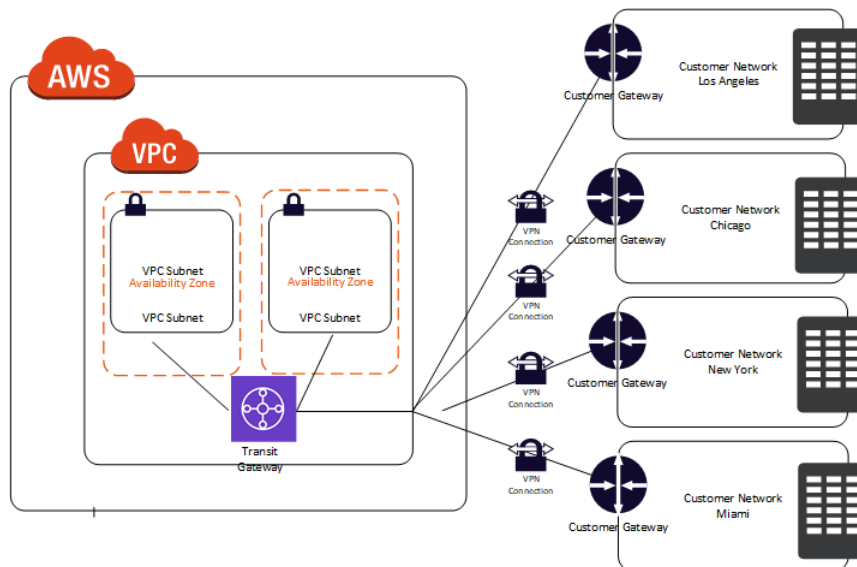 AWS
VPC
VPC Subnet
Availability Zone
VPC Subnet
VPC Subnet
Availability Zone
VPC Subnet
Transit
Gateway
VPN
Connection
VPN
Connection
VPN
Connection
VPN
Connection
Customer Gateway
Customer Network
Los Angeles
Customer Gateway
Customer Network
Chicago
Customer Gateway
Customer Network
New York
Customer Gateway
Customer Network
Miami